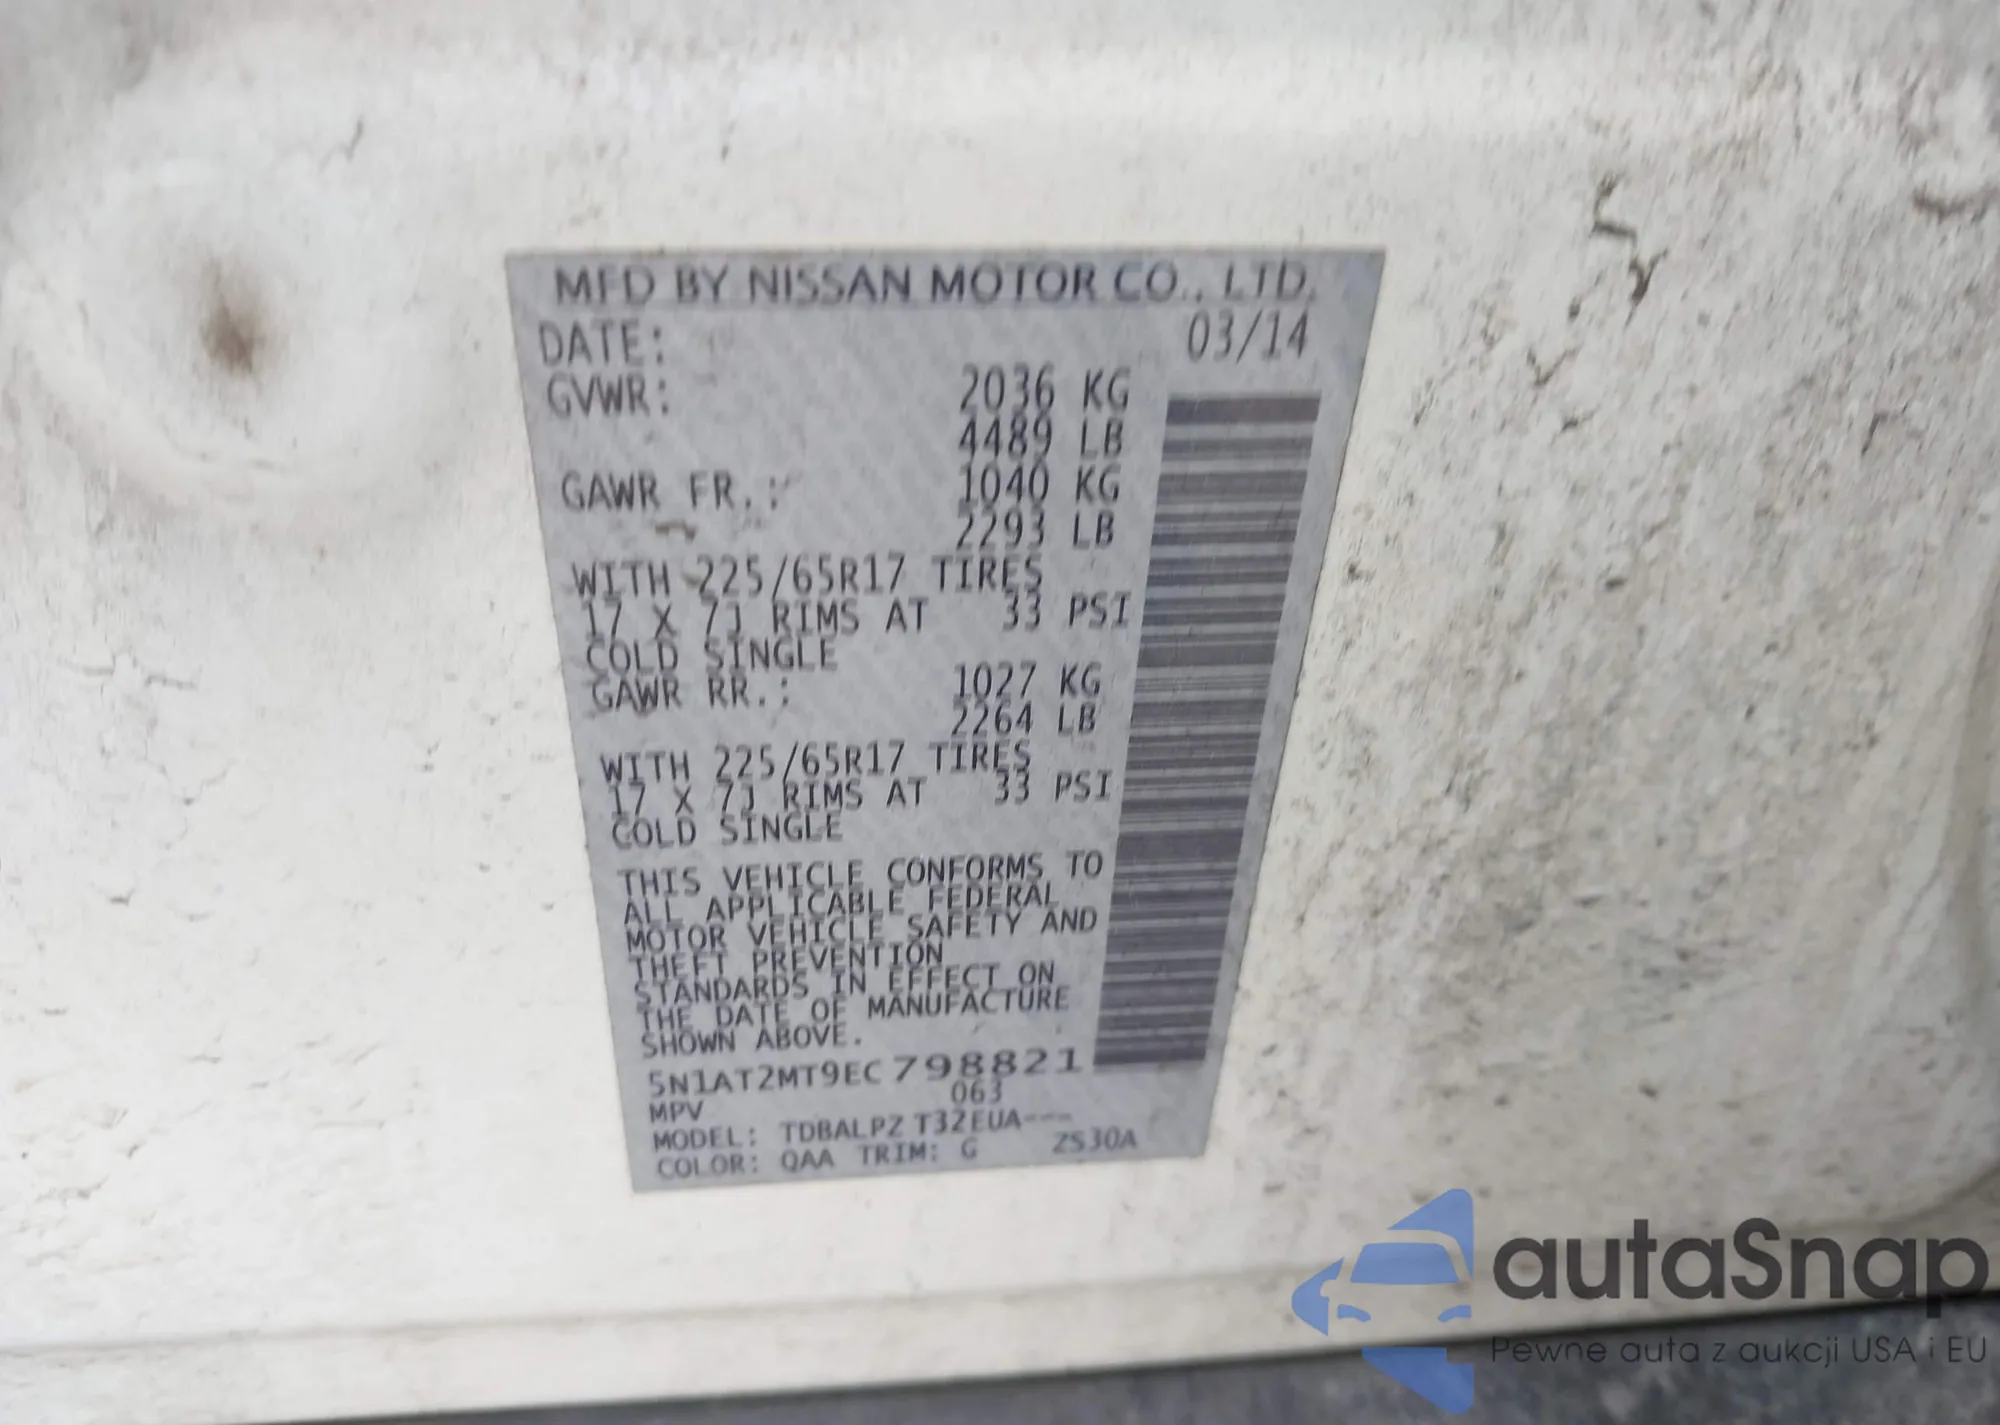 MFD BY NISSAN MOTOR CO., LTD.
DATE: 03/14
GVWR: 2036 KG
4489 LB
GAWR FR.: 1040 KG
2293 LB
WITH 225/65R17 TIRES
17 X 7J RIMS AT 33 PSI
COLD SINGLE
GAWR RR.: 1027 KG
2264 LB
WITH 225/65R17 TIRES
17 X 7J RIMS AT 33 PSI
COLD SINGLE
THIS VEHICLE CONFORMS TO
ALL APPLICABLE FEDERAL
MOTOR VEHICLE SAFETY AND
THEFT PREVENTION
STANDARDS IN EFFECT ON
THE DATE OF MANUFACTURE
SHOWN ABOVE.
5N1AT2MT9EC798821
MPV 063
MODEL: TDBALPZ T32EUA---
COLOR: QAA TRIM: G ZS30A
autaSnap
Pewne auta z aukcji USA i EU